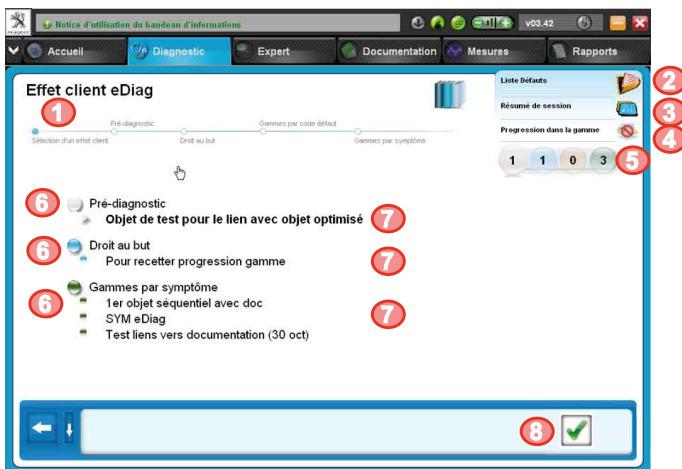 PEUGEOT
Notice d'utilisation du bandeau d'informations
v03.42
Accueil
Diagnostic
Expert
Documentation
Mesures
Rapports
Effet client eDiag
1
Pré-diagnostic
Gammes par code défaut
Sélection d'un effet client
Droit au but
Gammes par symptôme
Liste Défauts
2
Résumé de session
3
Progression dans la gamme
4
1 1 0 3
5
6
Pré-diagnostic
Objet de test pour le lien avec objet optimisé
7
6
Droit au but
Pour recetter progression gamme
7
6
Gammes par symptôme
1er objet séquentiel avec doc
SYM eDiag
7
Test liens vers documentation (30 oct)
8